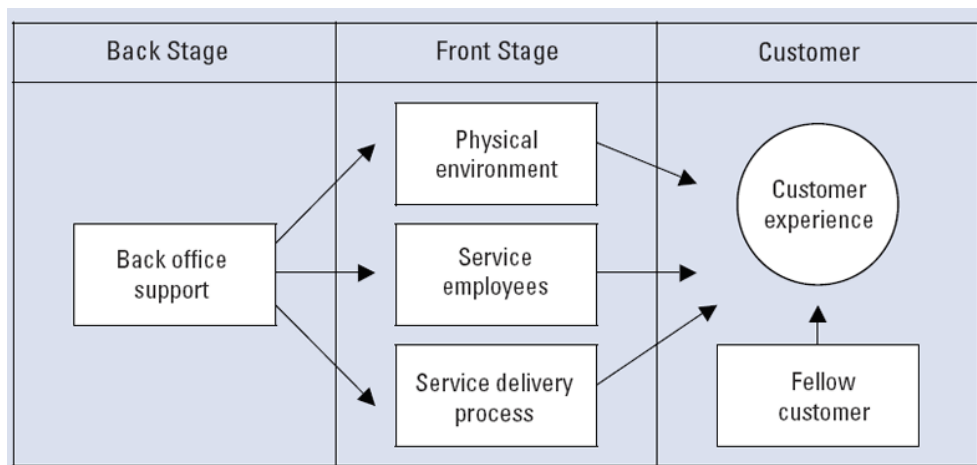 Back Stage
Front Stage
Customer
Physical
environment
Customer
experience
Back office
support
Service
employees
Service delivery
process
Fellow
customer